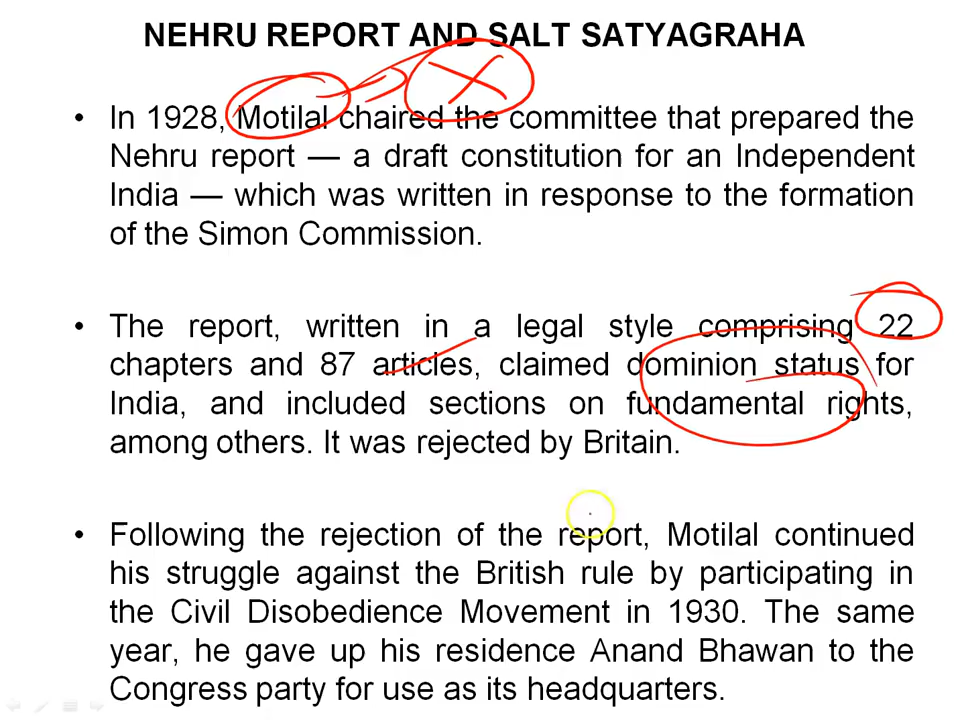 NEHRU REPORT AND SALT SATYAGRAHA
• In 1928, Motilal chaired the committee that prepared the
Nehru report — a draft constitution for an Independent
India — which was written in response to the formation
of the Simon Commission.
• The report, written in a legal style comprising 22
chapters and 87 articles, claimed dominion status for
India, and included sections on fundamental rights,
among others. It was rejected by Britain.
• Following the rejection of the report, Motilal continued
his struggle against the British rule by participating in
the Civil Disobedience Movement in 1930. The same
year, he gave up his residence Anand Bhawan to the
Congress party for use as its headquarters.